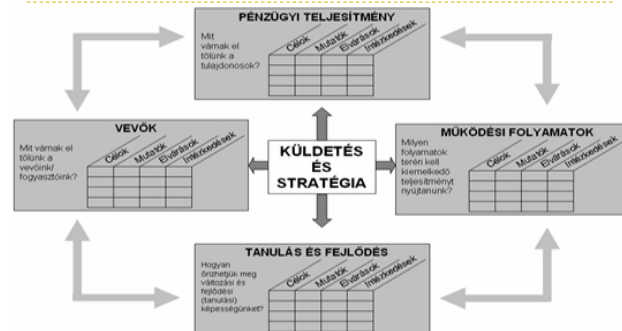 PÉNZÜGYI TELJESÍTMÉNY
Mit
várnak el
tőlünk a
tulajdonosok?
Célok
Mutatók
Elvárások
Intézkedések
VEVŐK
Mit várnak el
tőlünk a
vevőink/
fogyasztóink?
Célok
Mutatók
Elvárások
Intézkedések
KÜLDETÉS
ÉS
STRATÉGIA
MŰKÖDÉSI FOLYAMATOK
Milyen
folyamatok
terén kell
kiemelkedő
teljesítményt
nyújtanunk?
Célok
Mutatók
Elvárások
Intézkedések
TANULÁS ÉS FEJLŐDÉS
Hogyan
őrizhetjük meg
változási és
fejlődési
(tanulási)
képességünket?
Célok
Mutatók
Elvárások
Intézkedések